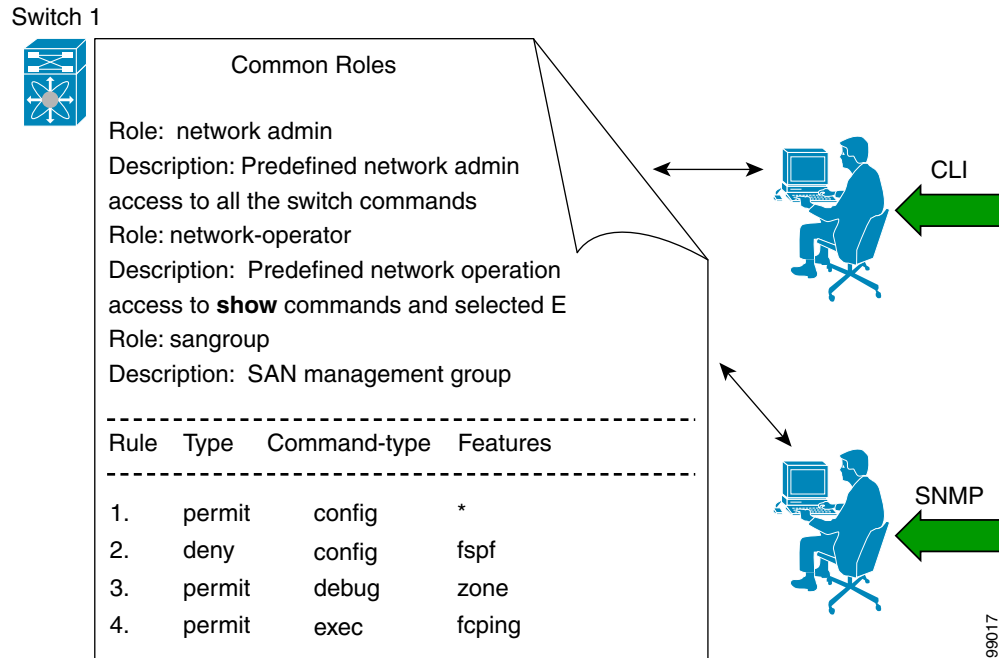 Switch 1
Common Roles
Role: network admin
Description: Predefined network admin
access to all the switch commands
Role: network-operator
Description: Predefined network operation
access to show commands and selected E
Role: sangroup
Description: SAN management group
Rule Type Command-type Features
1. permit config *
2. deny config fspf
3. permit debug zone
4. permit exec fcping
CLI
SNMP
99017